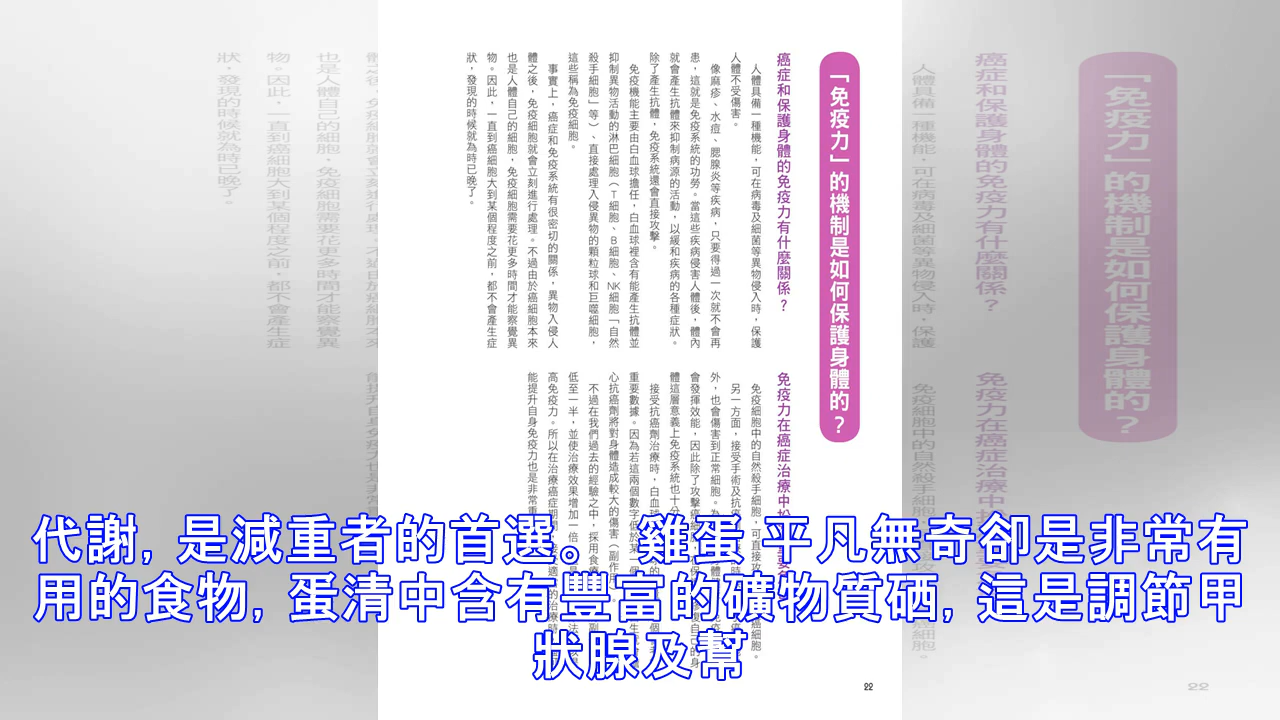 「免疫力」的機制是如何保護身體的?
癌症和保護身體的免疫力有什麼關係?
人體具備一種機能,可在病毒及細菌等異物侵入時,保護
人體不受傷害。
像麻疹、水痘、腮腺炎等疾病,只要得過一次就不會再
患,這就是免疫系統的功勞。當這些疾病侵害人體後,體內
就會產生抗體來抑制病源的活動,以緩和疾病的各種症狀。
除了產生抗體,免疫系統還會直接攻擊。
免疫機能主要由白血球擔任,白血球裡含有能產生抗體並
抑制異物活動的淋巴細胞(T細胞、B細胞、NK細胞「自然
殺手細胞」等)、直接處理入侵異物的顆粒球和巨噬細胞,
這些稱為免疫細胞。
事實上,癌症和免疫系統有很密切的關係,異物入侵人
體之後,免疫細胞就會立刻進行處理。不過由於癌細胞本來
也是人體自己的細胞,免疫細胞需要花更多時間才能察覺異
物。因此,一直到癌細胞大到某個程度之前,都不會產生症
狀,發現的時候就為時已晚了。
免疫力在癌症治療中
免疫細胞中的自然殺手細胞,可直接攻
另一方面,接受手術及抗
外,也會傷害到正常細胞。為
會發揮效能,因此除了攻擊癌
體這層意義上免疫系統也十分
接受抗癌劑治療時,白血球
重要數據。因為若這兩個數字低於某
心抗癌劑將對身體造成較大的傷害(副作用
不過在我們過去的經驗之中,採用食療
低至一半,並使治療效果增加一倍
高免疫力。所以在治療癌症期間
能提升自身免疫力也是非常重
22
代謝, 是減重者的首選。 雞蛋 平凡無奇卻是非常有
用的食物, 蛋清中含有豐富的礦物質硒, 這是調節甲
狀腺及幫